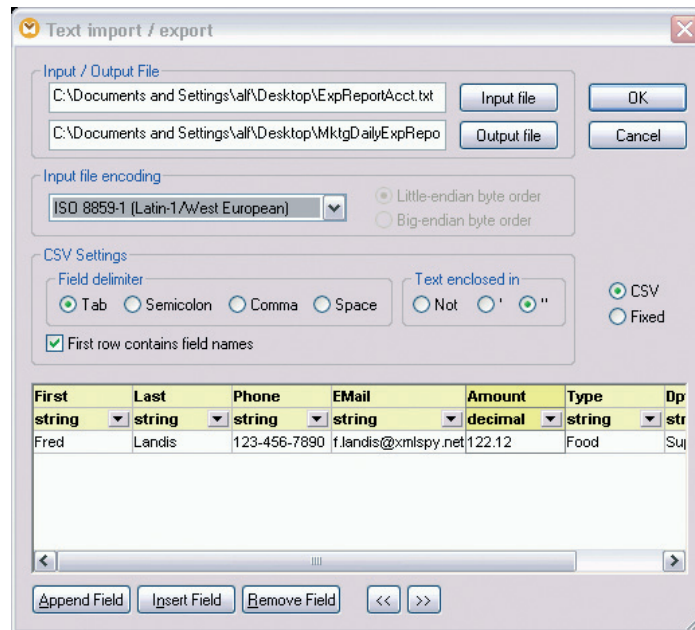 Text import / export
Input / Output File
C:\Documents and Settings\alf\Desktop\ExpReportAcct.txt Input file OK
C:\Documents and Settings\alf\Desktop\MktgDailyExpRepo Output file Cancel
Input file encoding
ISO 8859-1 (Latin-1/West European) Little-endian byte order
Big-endian byte order
CSV Settings
Field delimiter Text enclosed in
Tab Semicolon Comma Space Not ' " CSV
Fixed
First row contains field names
First Last Phone EMail Amount Type Dp
string string string string decimal string str
Fred Landis 123-456-7890 f.landis@xmlspy.net 122.12 Food Su
Append Field Insert Field Remove Field << >>